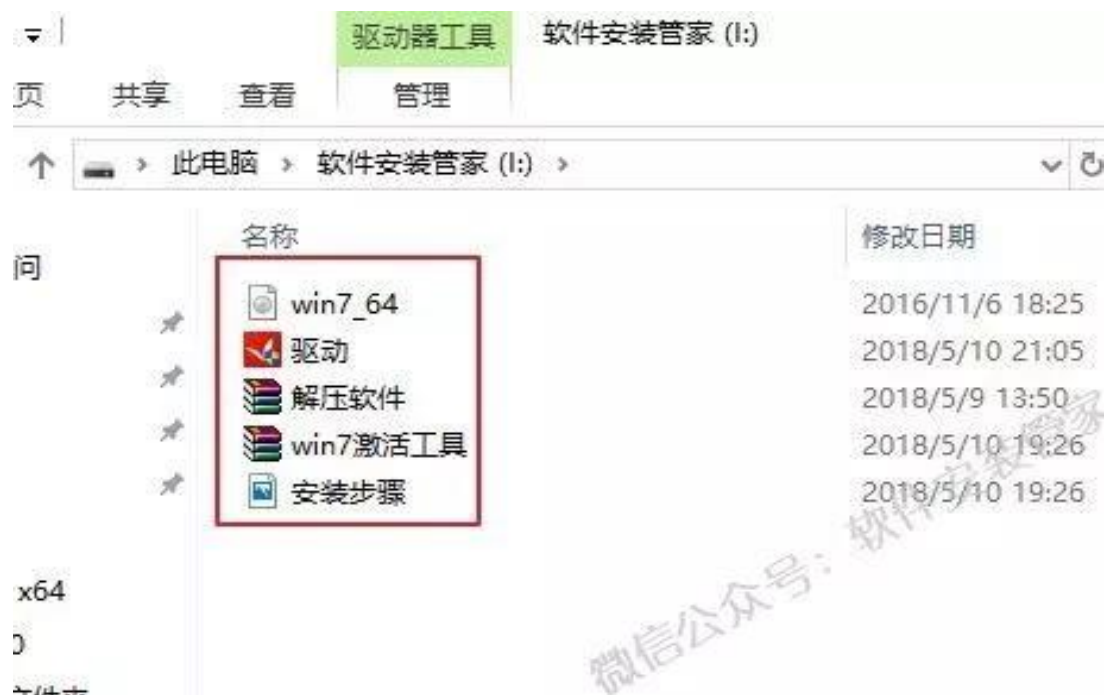 驱动器工具 软件安装管家 (I:)
页 共享 查看 管理
此电脑 › 软件安装管家 (I:) ›
名称 修改日期
问
win7_64 2016/11/6 18:25
驱动 2018/5/10 21:05
解压软件 2018/5/9 13:50
win7激活工具 2018/5/10 19:26
安装步骤 2018/5/10 19:26
x64
微信公众号：软件安装管家